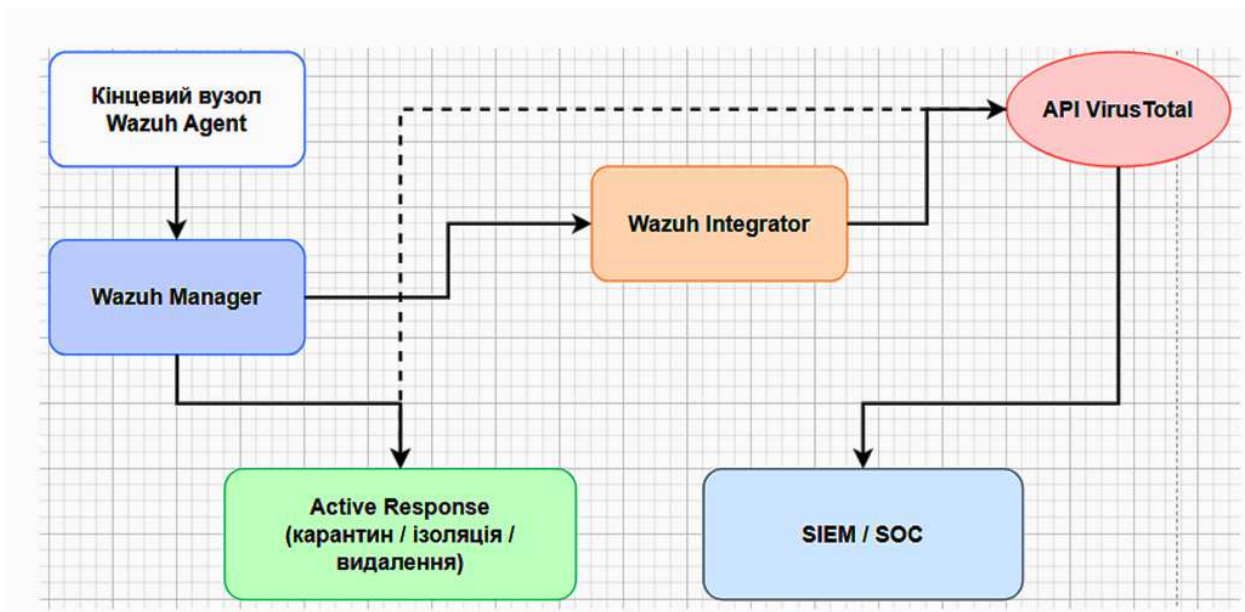 Кінцевий вузол
Wazuh Agent
API VirusTotal
Wazuh Integrator
Wazuh Manager
Active Response
(карантин / ізоляція /
видалення)
SIEM / SOC